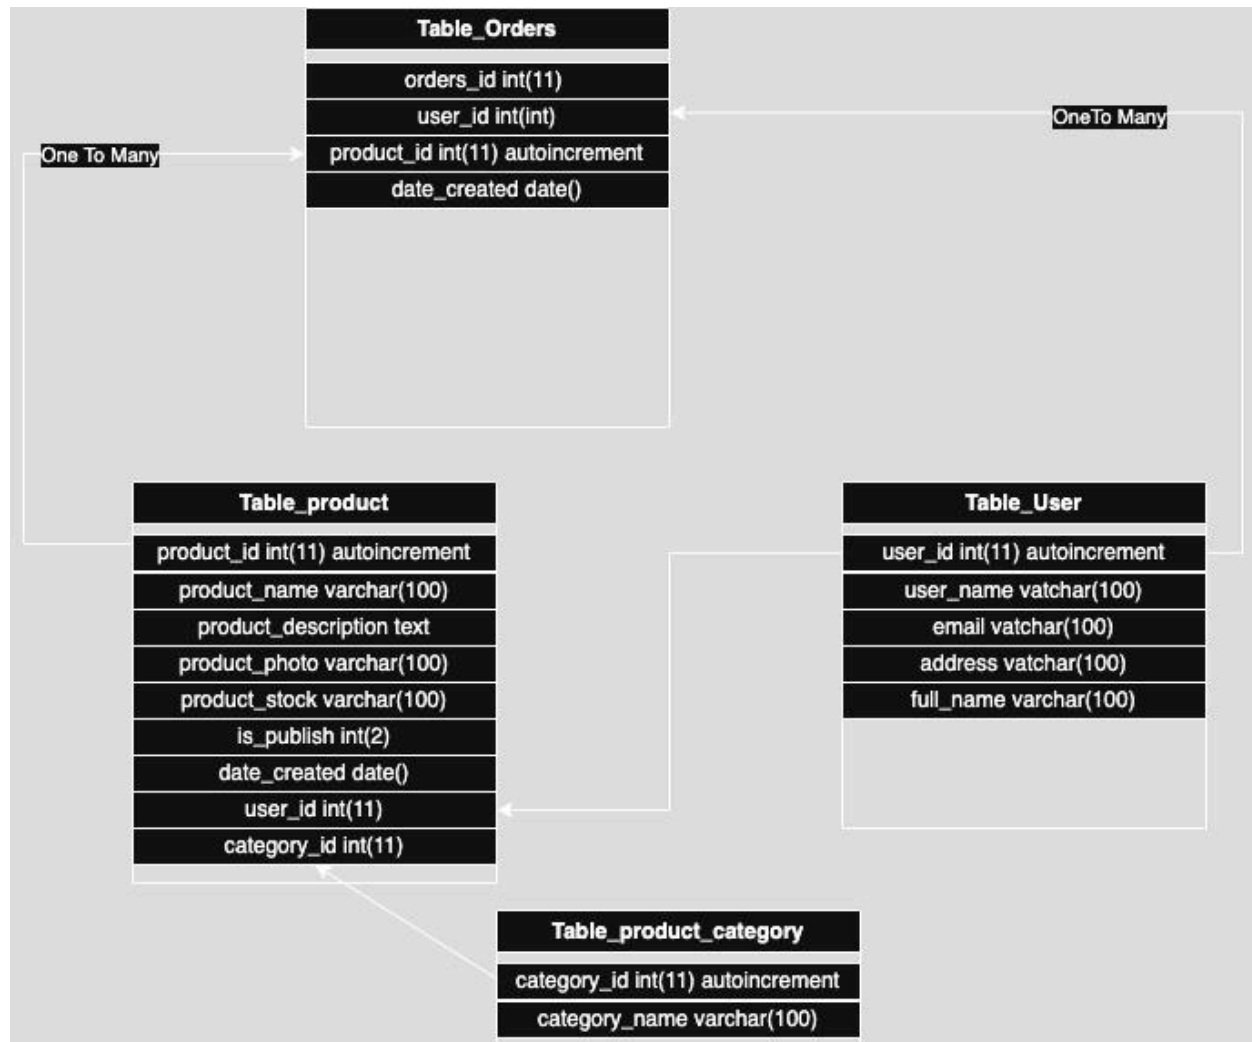 Table_Orders
orders_id int(11)
user_id int(int)
OneTo Many
One To Many
product_id int(11) autoincrement
date_created date()
Table_product
product_id int(11) autoincrement
product_name varchar(100)
product_description text
product_photo varchar(100)
product_stock varchar(100)
is_publish int(2)
date_created date()
user_id int(11)
category_id int(11)
Table_User
user_id int(11) autoincrement
user_name vatchar(100)
email vatchar(100)
address vatchar(100)
full_name varchar(100)
Table_product_category
category_id int(11) autoincrement
category_name varchar(100)